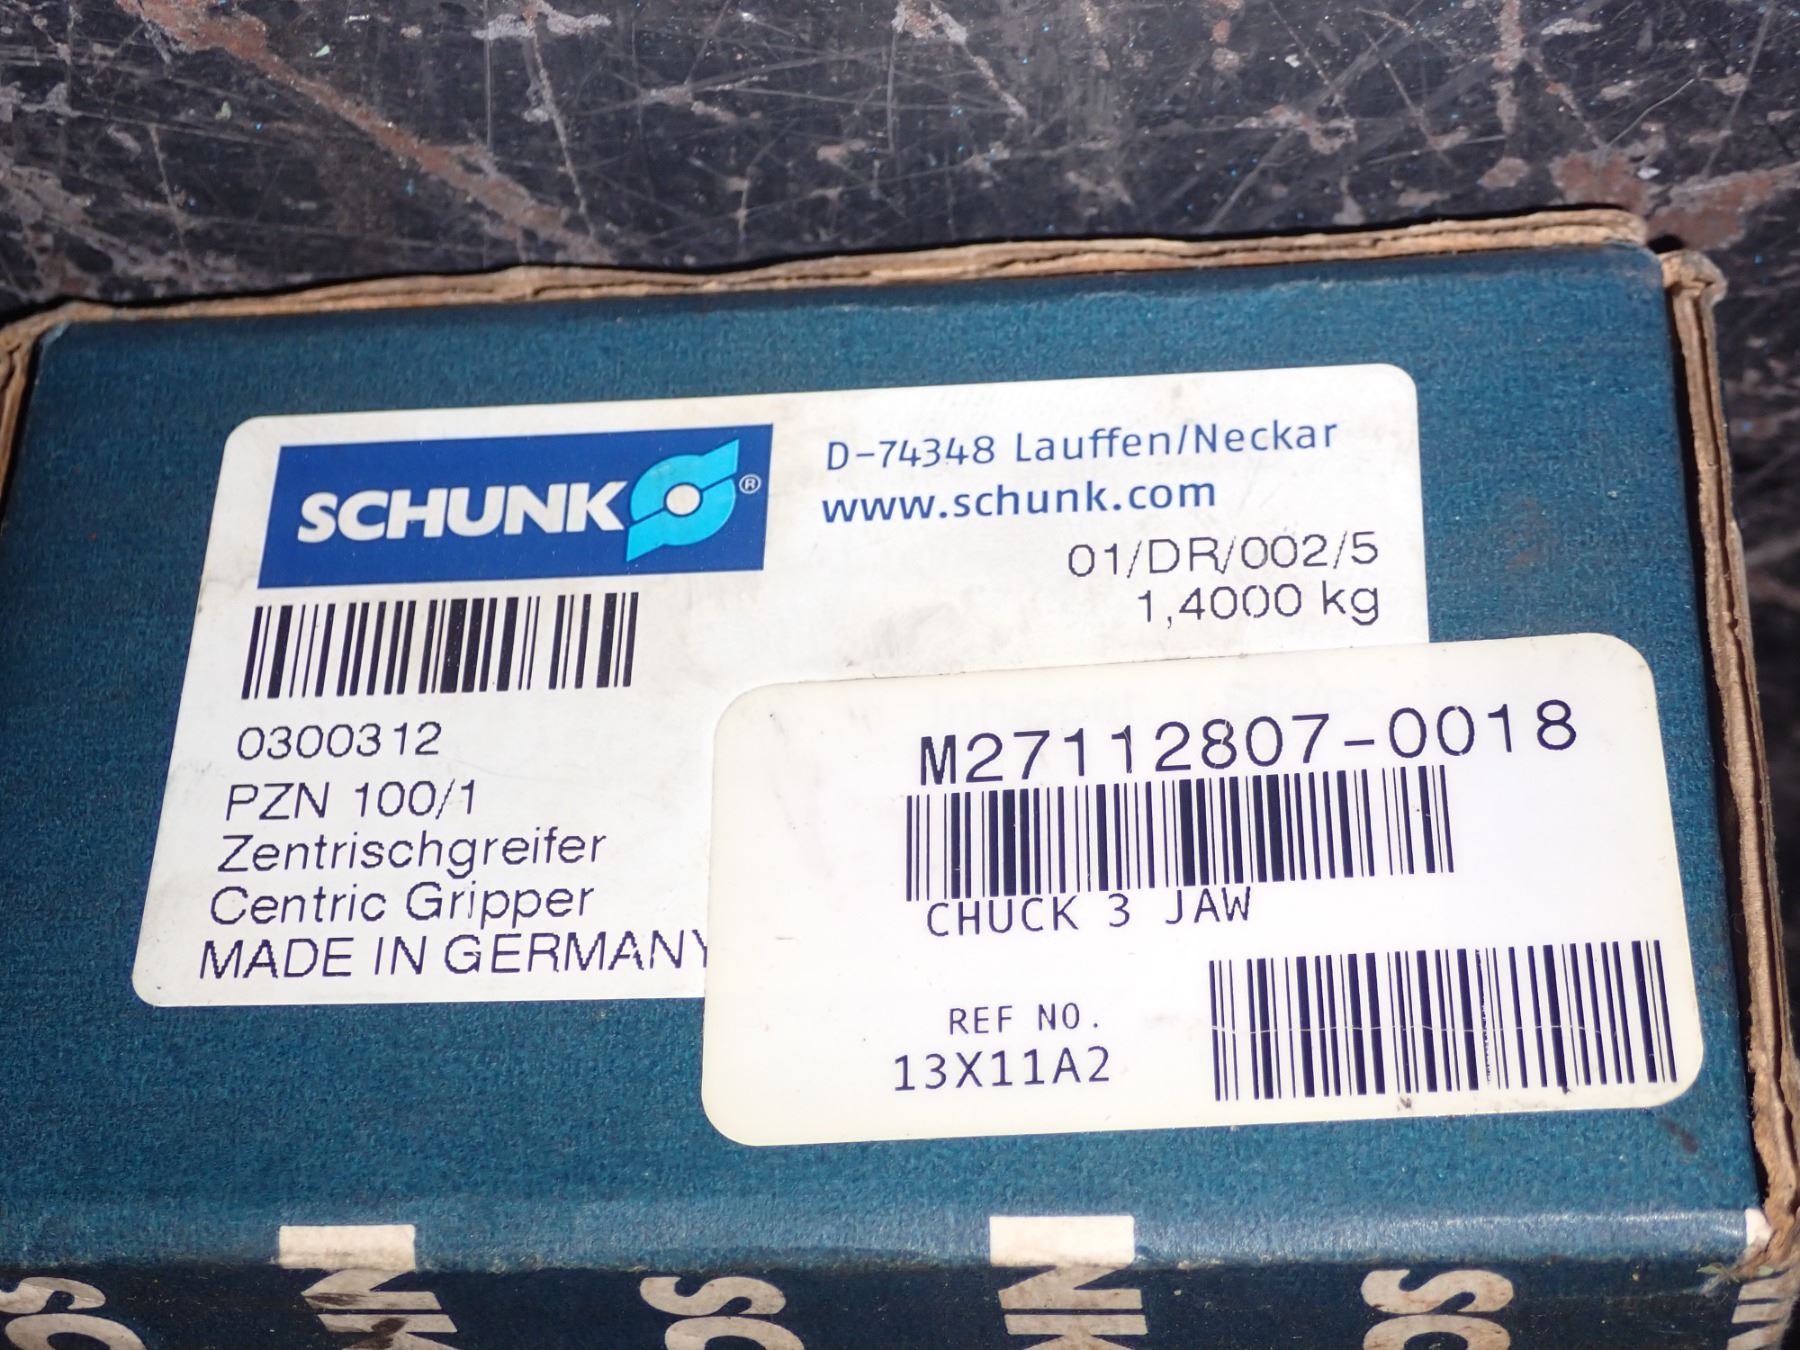 SCHUNK ®
D-74348 Lauffen/Neckar
www.schunk.com
01/DR/002/5
1,4000 kg
0300312
PZN 100/1
Zentrischgreifer
Centric Gripper
MADE IN GERMANY
M27112807-0018
CHUCK 3 JAW
REF NO.
13X11A2